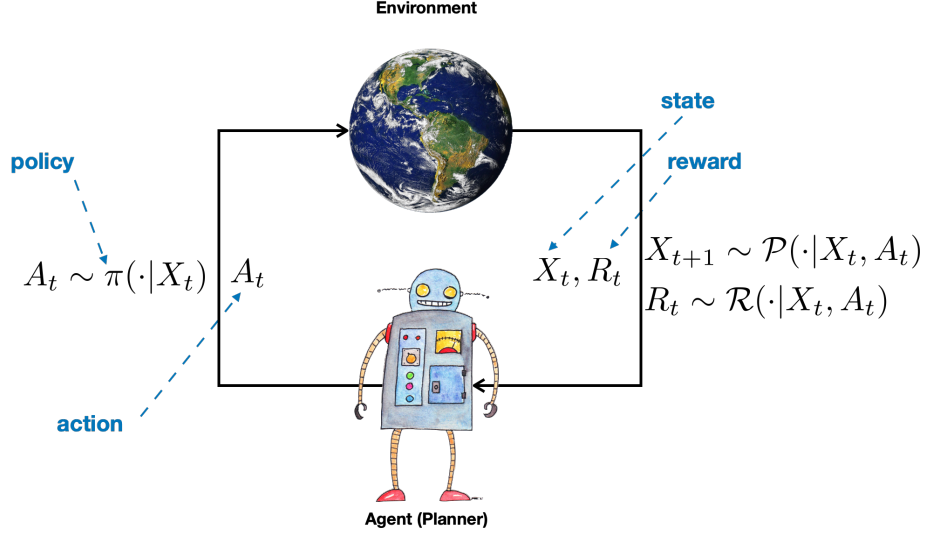 Environment
state
policy
reward
A_t ∼ π(·|X_t)
A_t
X_t, R_t
X_{t+1} ∼ 𝒫(·|X_t, A_t)
R_t ∼ ℛ(·|X_t, A_t)
action
Agent (Planner)